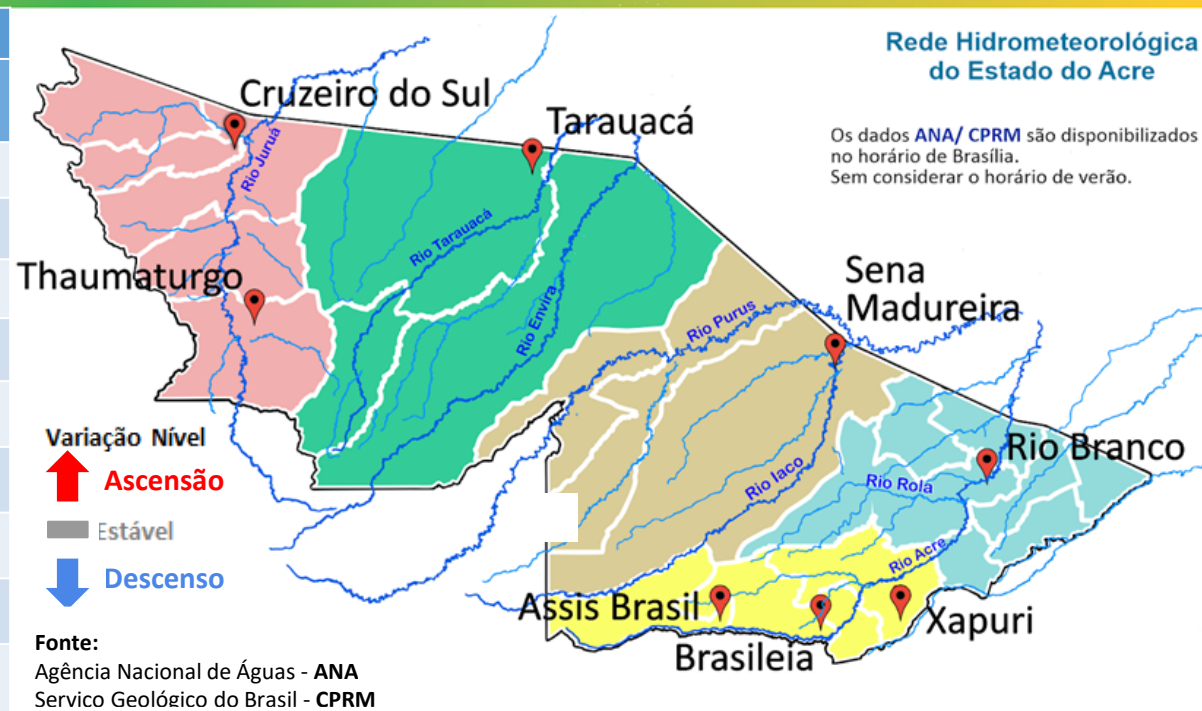 Rede Hidrometeorológica
do Estado do Acre
Os dados ANA/ CPRM são disponibilizados
no horário de Brasília.
Sem considerar o horário de verão.
Cruzeiro do Sul
Tarauacá
Rio Juruá
Rio Tarauacá
Thaumaturgo
Rio Envira
Sena
Madureira
Rio Purus
Variação Nível
Ascensão
Estável
Descenso
Rio Branco
Rio Iaco
Rio Rola
Rio Acre
Assis Brasil
Xapuri
Brasileia
Fonte:
Agência Nacional de Águas - ANA
Serviço Geológico do Brasil - CPRM